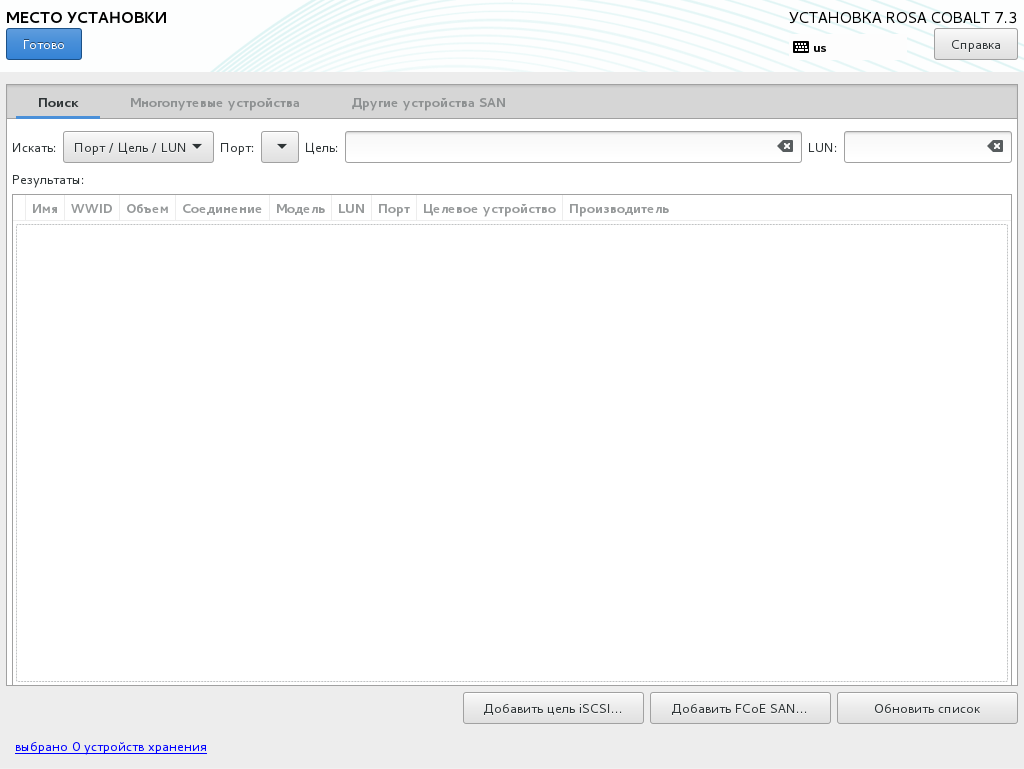 МЕСТО УСТАНОВКИ
УСТАНОВКА ROSA COBALT 7.3
Готово
us
Справка
Поиск
Многопутевые устройства
Другие устройства SAN
Искать: Порт / Цель / LUN Порт: Цель: LUN:
Результаты:
Имя WWID Объем Соединение Модель LUN Порт Целевое устройство Производитель
Добавить цель iSCSI...
Добавить FCoE SAN...
Обновить список
выбрано 0 устройств хранения